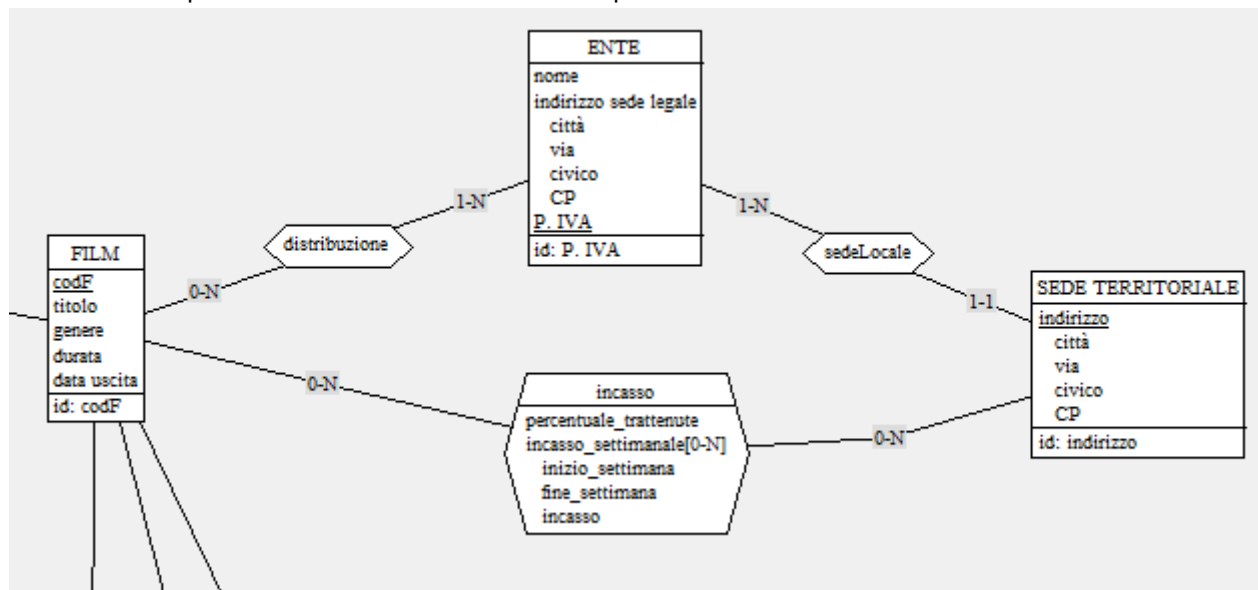 ENTE
nome
indirizzo sede legale
città
via
civico
CP
P. IVA
id: P. IVA
1-N
1-N
distribuzione
sedeLocale
0-N
1-1
FILM
codF
titolo
genere
durata
data uscita
id: codF
SEDE TERRITORIALE
indirizzo
città
via
civico
CP
id: indirizzo
0-N
incasso
percentuale_trattenute
incasso_settimanale[0-N]
inizio_settimana
fine_settimana
incasso
0-N